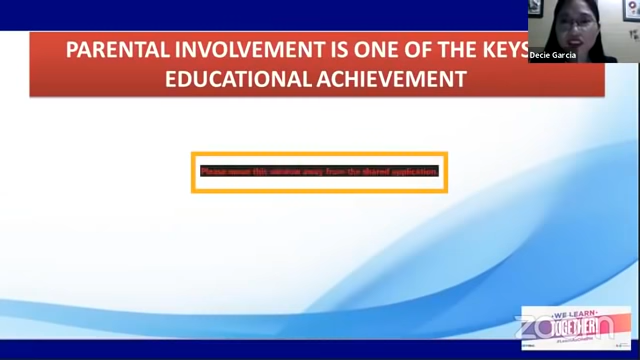 PARENTAL INVOLVEMENT IS ONE OF THE KEYS
EDUCATIONAL ACHIEVEMENT
Decie Garcia
Please move this window away from the shared application
WE LEARN
TOGETHER!
zoom